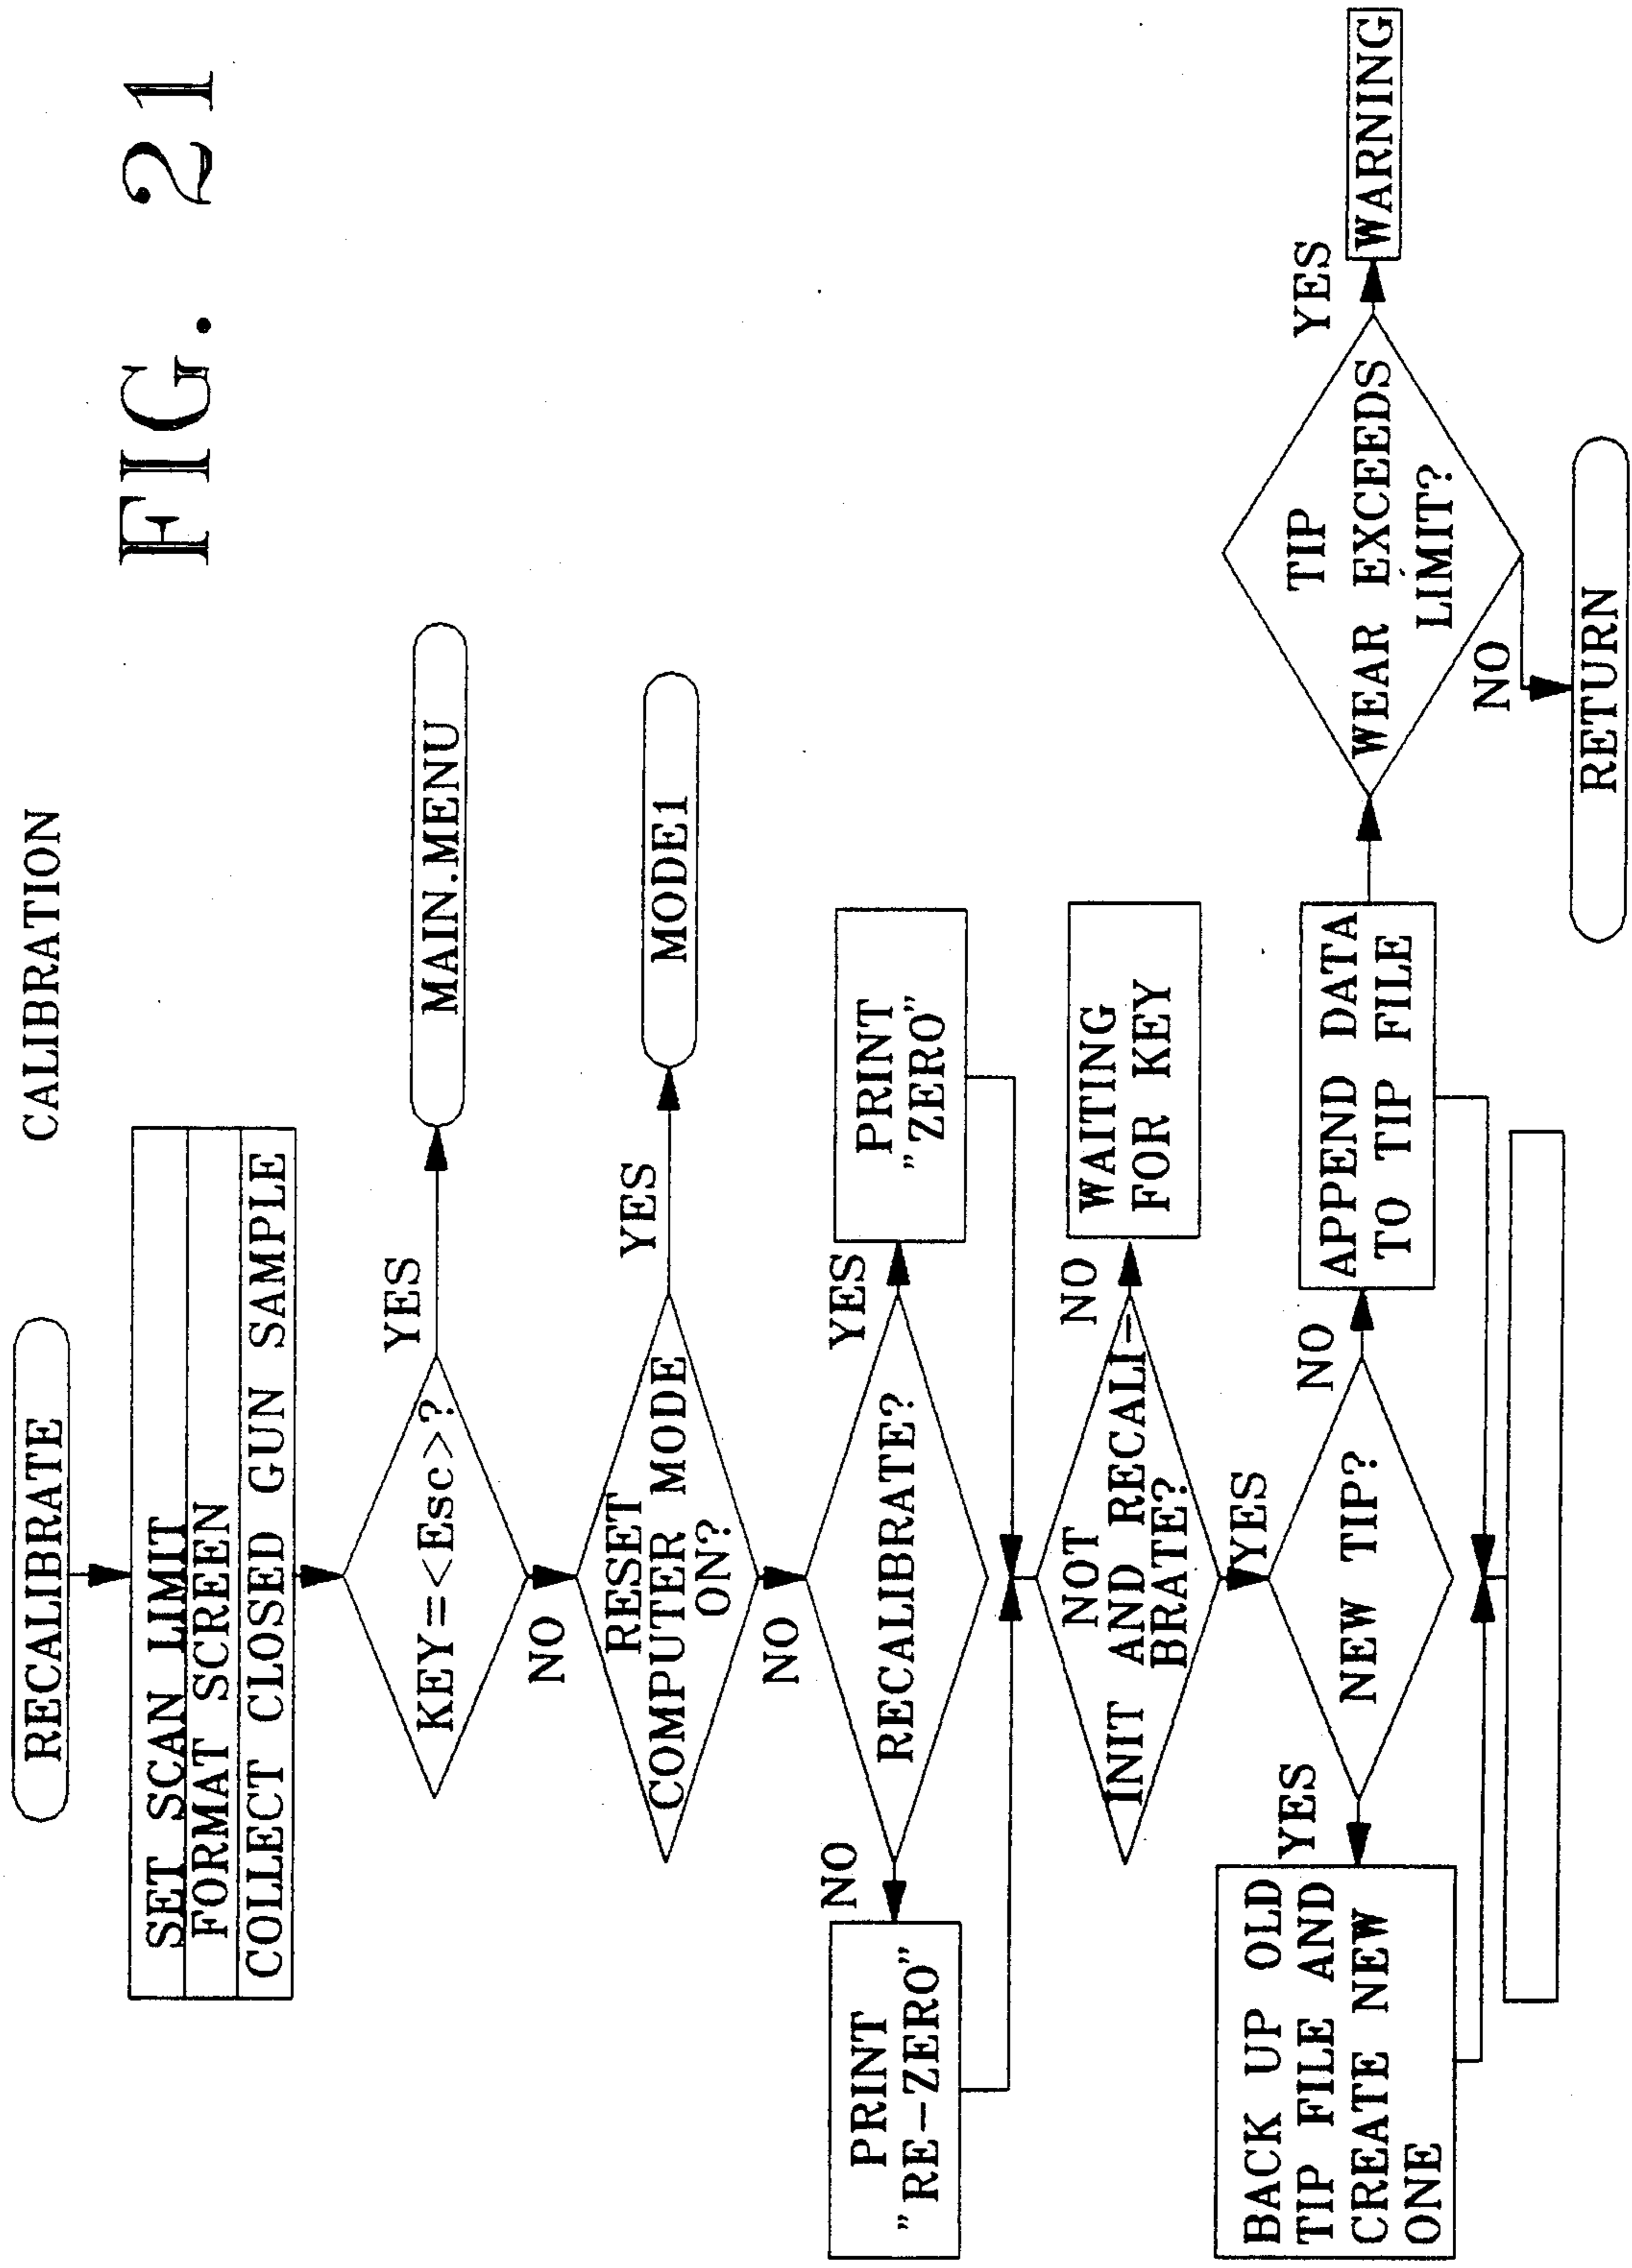 FIG. 21
CALIBRATION
RECALIBRATE
SET SCAN LIMIT
FORMAT SCREEN
COLLECT CLOSED GUN SAMPLE
KEY=<Esc>?
YES
MAIN.MENU
NO
RESET
COMPUTER MODE
ON?
YES
MODE1
NO
RECALIBRATE?
NO
PRINT
"RE-ZERO"
YES
PRINT
"ZERO"
NOT
INIT AND RECALI-
BRATE?
NO
WAITING
FOR KEY
YES
NEW TIP?
YES
BACK UP OLD
TIP FILE AND
CREATE NEW
ONE
NO
APPEND DATA
TO TIP FILE
TIP
WEAR EXCEEDS
LIMIT?
YES
WARNING
NO
RETURN